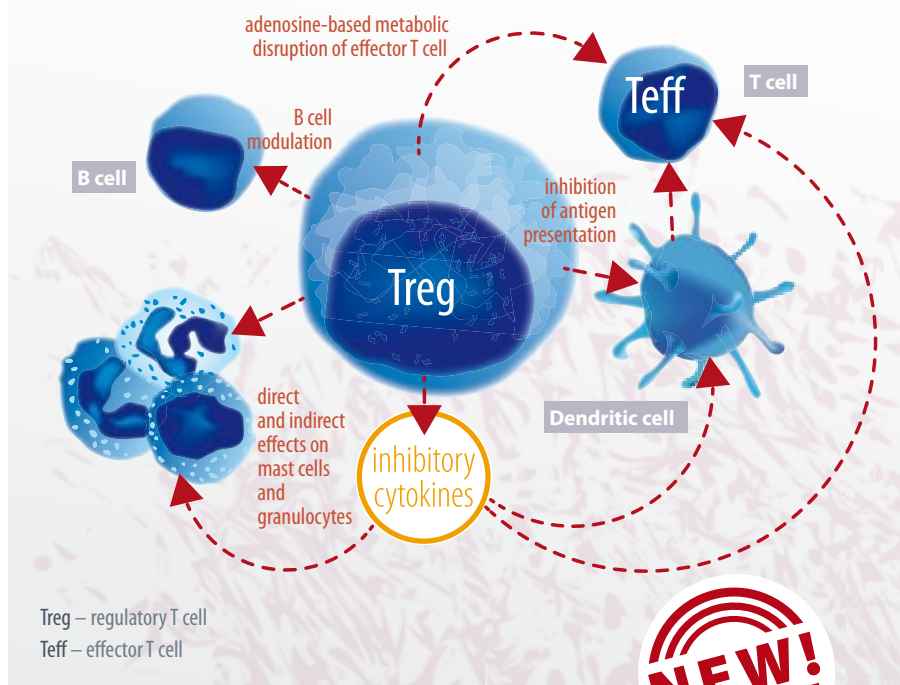 adenosine-based metabolic
disruption of effector T cell
Teff
T cell
B cell
modulation
B cell
inhibition
of antigen
presentation
Treg
direct
and indirect
effects on
mast cells
and
granulocytes
Dendritic cell
inhibitory
cytokines
Treg – regulatory T cell
Teff – effector T cell
NEW!